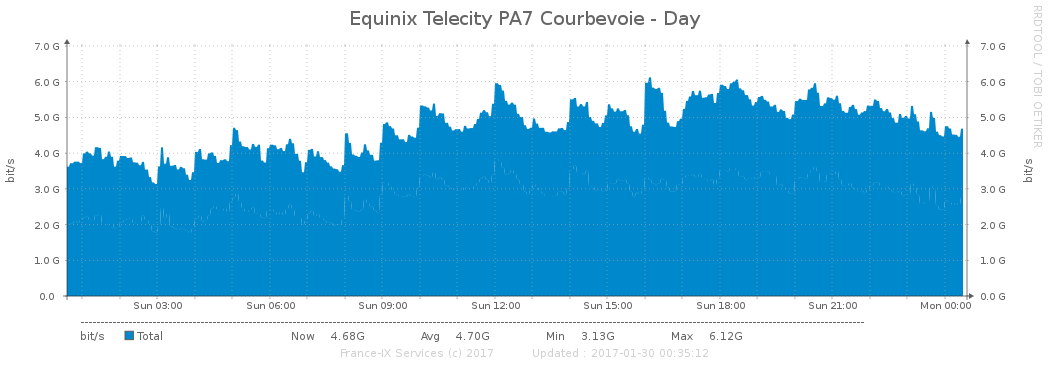 Equinix Telecity PA7 Courbevoie - Day
RRDTOOL / TOBI OETIKER
7.0 G 7.0 G
6.0 G 6.0 G
5.0 G 5.0 G
4.0 G 4.0 G
3.0 G 3.0 G
2.0 G 2.0 G
1.0 G 1.0 G
0.0 0.0 G
bit/s
bit/s
Sun 03:00 Sun 06:00 Sun 09:00 Sun 12:00 Sun 15:00 Sun 18:00 Sun 21:00 Mon 00:00
bit/s Total Now 4.68G Avg 4.70G Min 3.13G Max 6.12G
France-IX Services (c) 2017 Updated : 2017-01-30 00:35:12